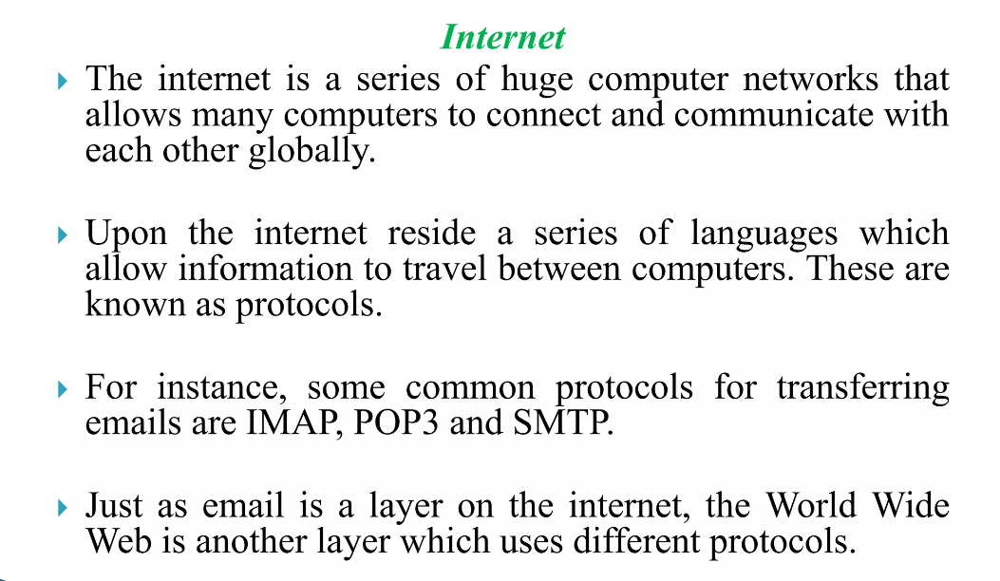 Internet
The internet is a series of huge computer networks that
allows many computers to connect and communicate with
each other globally.
Upon the internet reside a series of languages which
allow information to travel between computers. These are
known as protocols.
For instance, some common protocols for transferring
emails are IMAP, POP3 and SMTP.
Just as email is a layer on the internet, the World Wide
Web is another layer which uses different protocols.